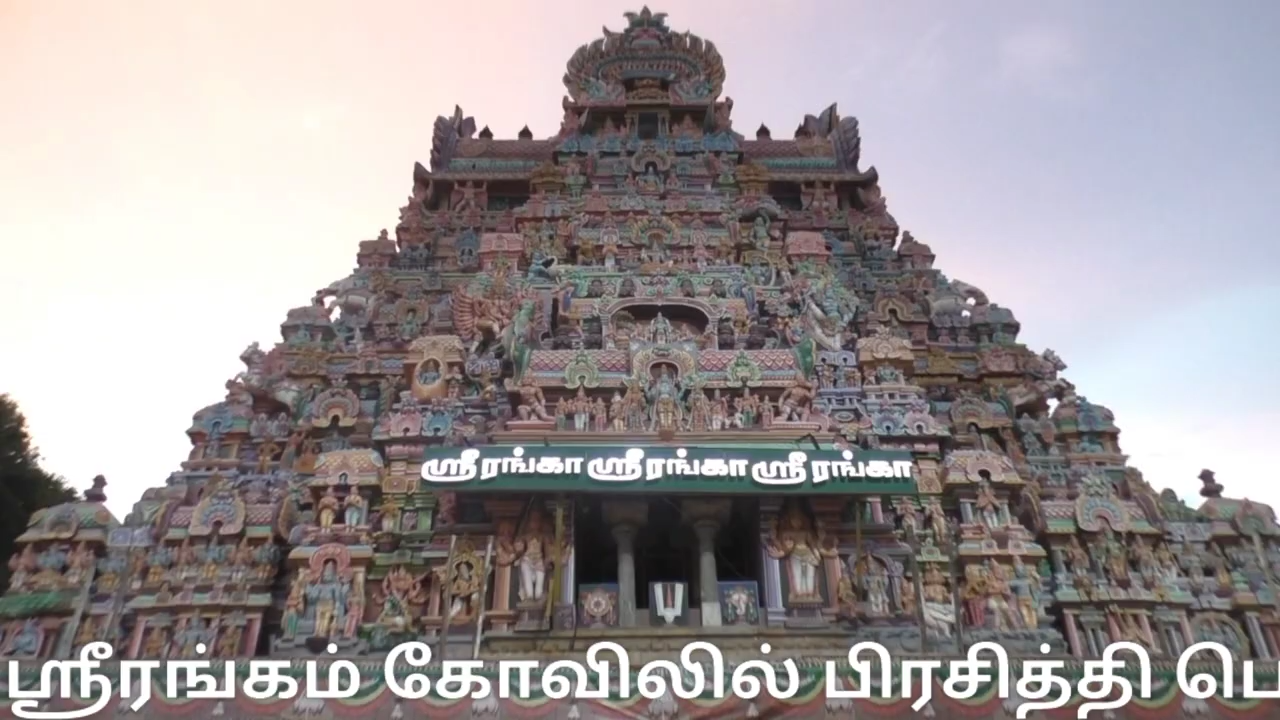 ஸ்ரீ ரங்கா ஸ்ரீ ரங்கா ஸ்ரீ ரங்கா
ஸ்ரீரங்கம் கோவிலில் பிரசித்தி பெ